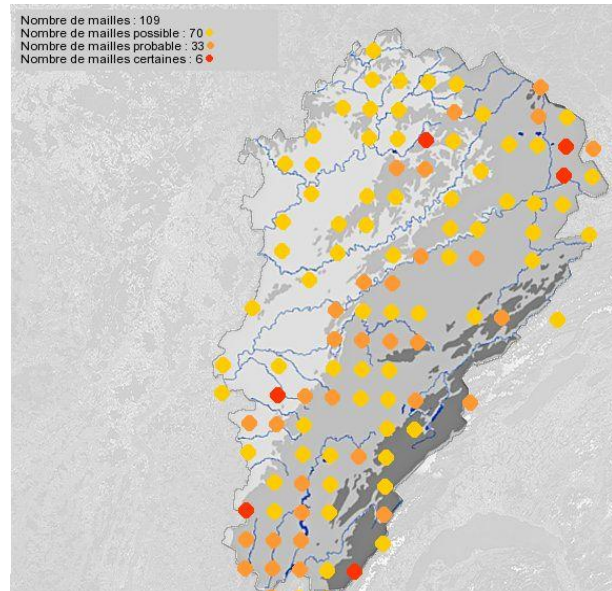 Nombre de mailles : 109
Nombre de mailles possible : 70
Nombre de mailles probable : 33
Nombre de mailles certaines : 6